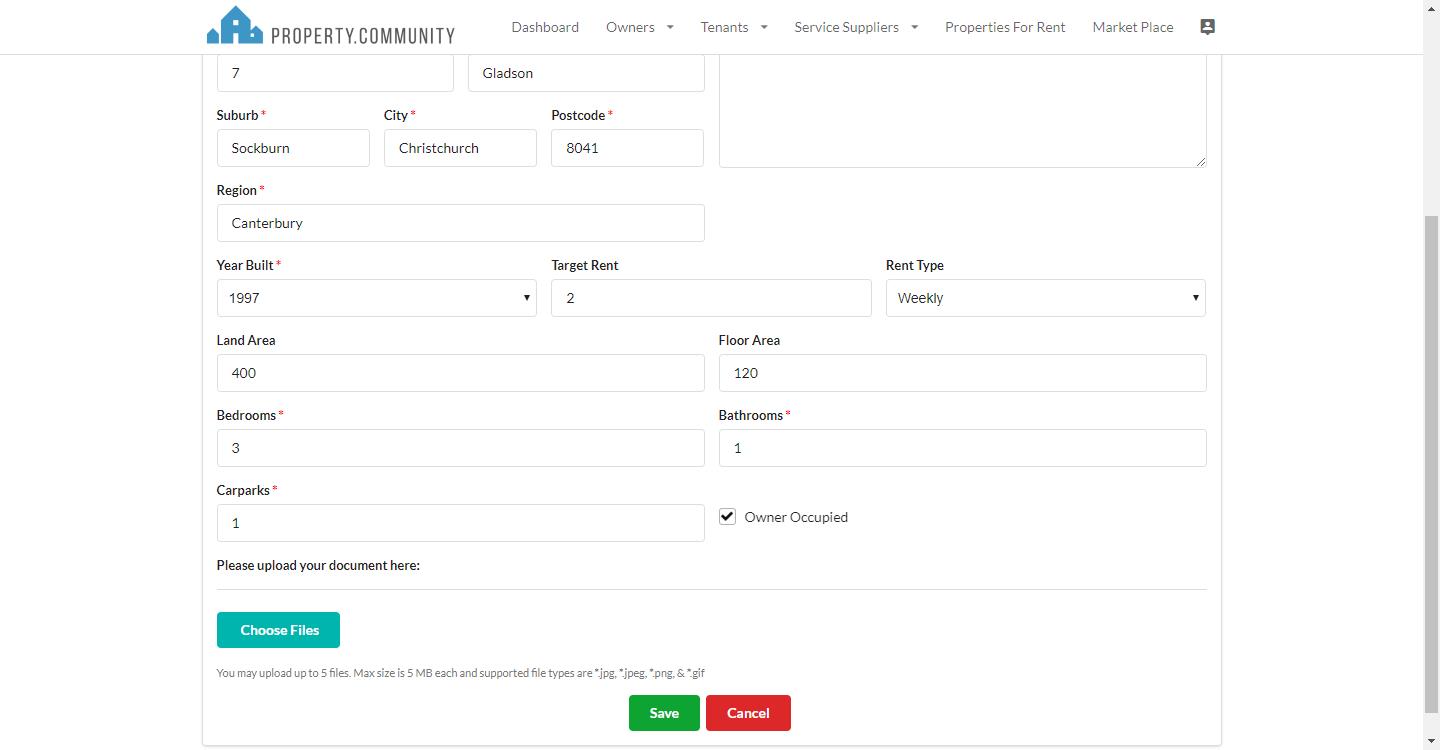 PROPERTY.COMMUNITY Dashboard Owners Tenants Service Suppliers Properties For Rent Market Place
7 Gladson
Suburb * City * Postcode *
Sockburn Christchurch 8041
Region *
Canterbury
Year Built * Target Rent Rent Type
1997 2 Weekly
Land Area Floor Area
400 120
Bedrooms * Bathrooms *
3 1
Carparks *
1 Owner Occupied
Please upload your document here:
Choose Files
You may upload up to 5 files. Max size is 5 MB each and supported file types are *.jpg, *.jpeg, *.png, & *.gif
Save Cancel